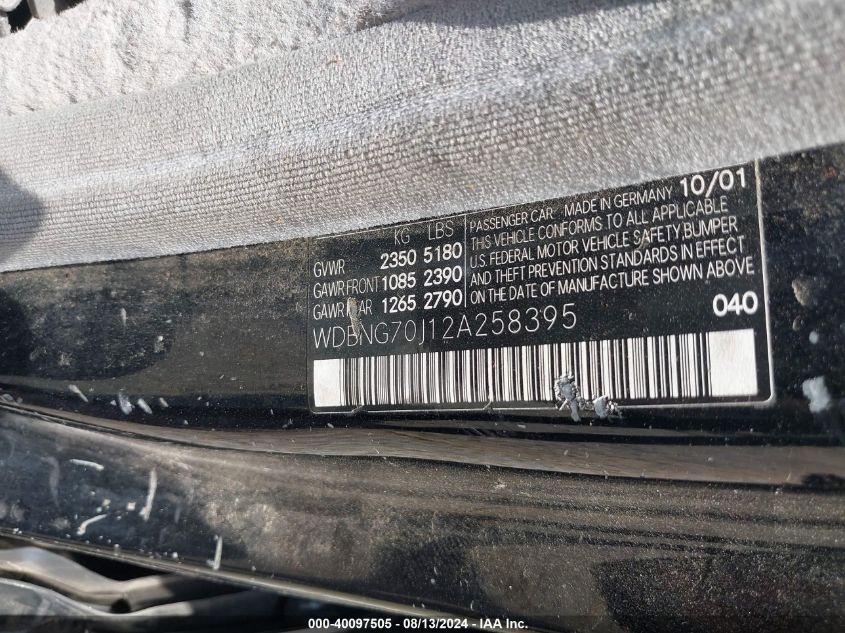 KG LBS
GVWR 2350 5180
GAWR FRONT 1085 2390
GAWR REAR 1265 2790
PASSENGER CAR MADE IN GERMANY 10/01
THIS VEHICLE CONFORMS TO ALL APPLICABLE
U.S. FEDERAL MOTOR VEHICLE SAFETY BUMPER
AND THEFT PREVENTION STANDARDS IN EFFECT
ON THE DATE OF MANUFACTURE SHOWN ABOVE
040
WDBNG70J12A258395
000-40097505 - 08/13/2024 - IAA Inc.